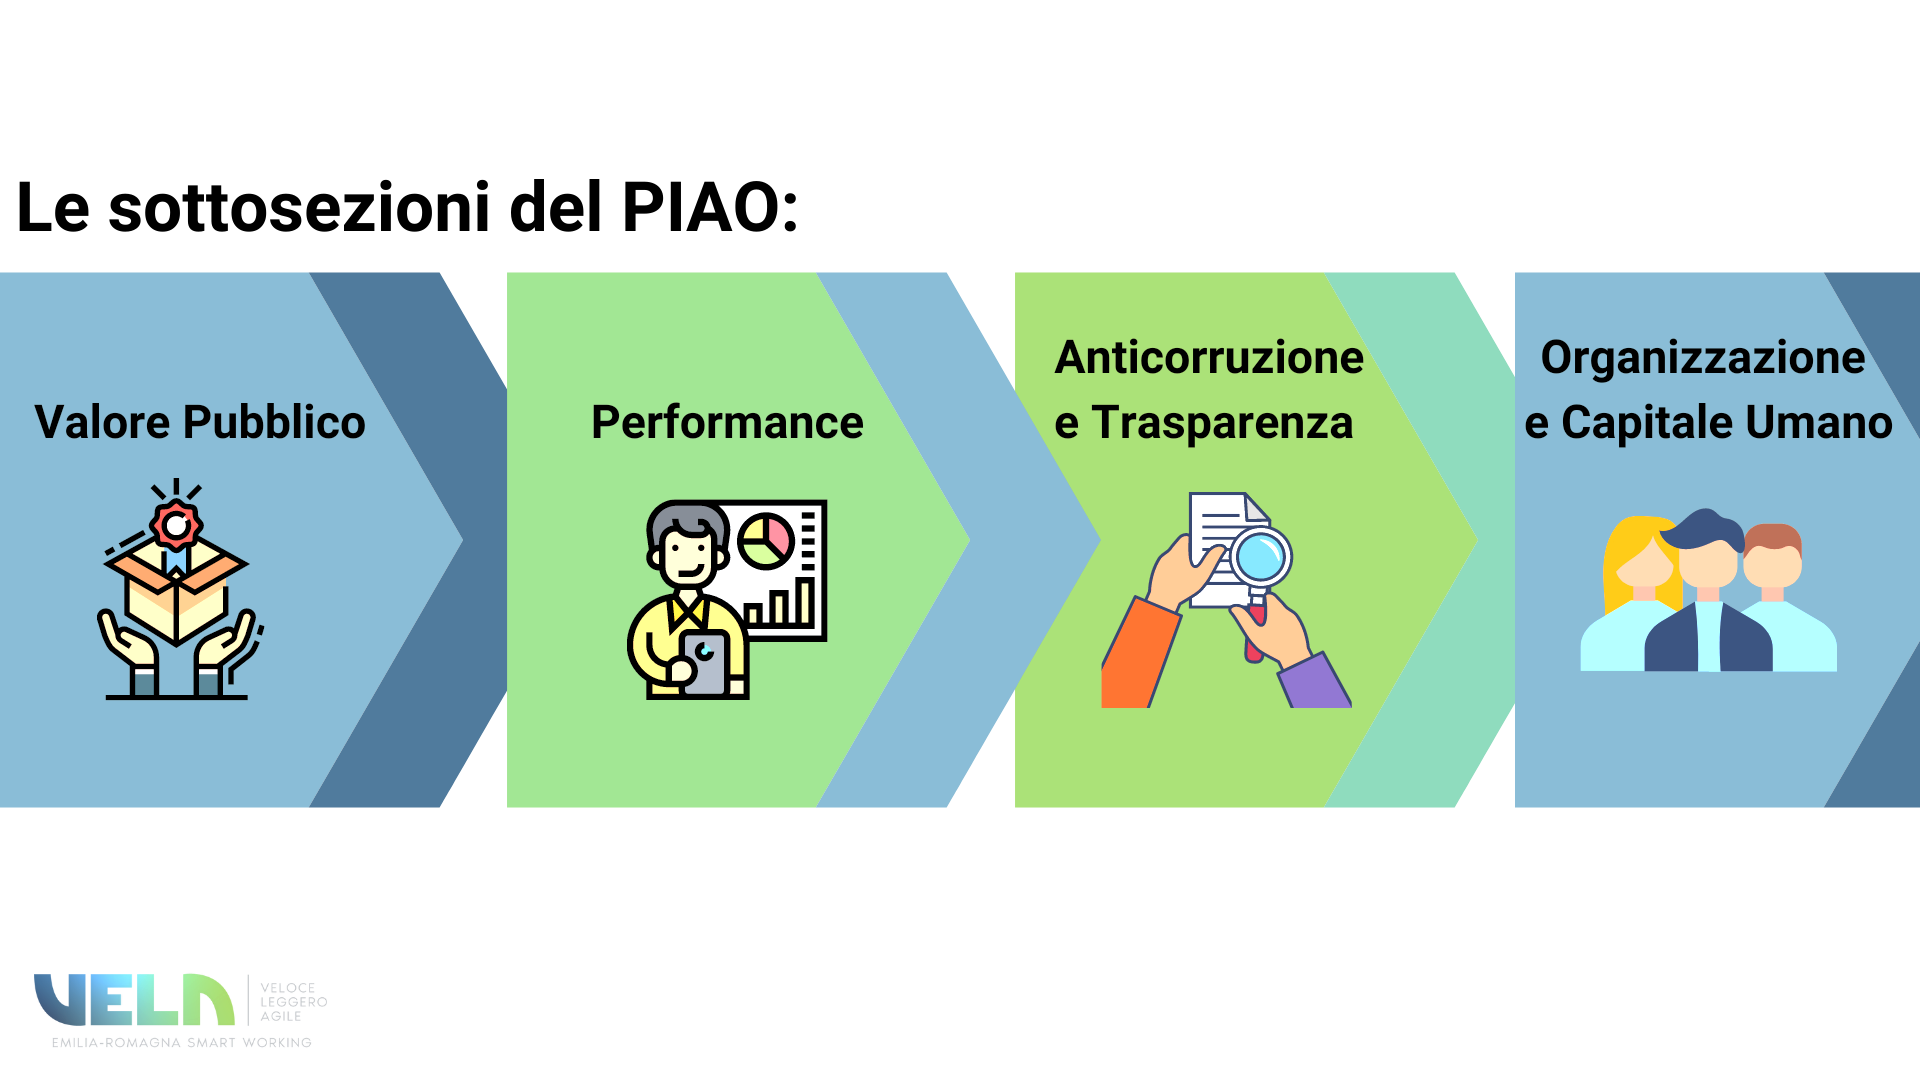 Le sottosezioni del PIAO:
Valore Pubblico
Performance
Anticorruzione
e Trasparenza
Organizzazione
e Capitale Umano
VELA
VELOCE
LEGGERO
AGILE
EMILIA-ROMAGNA SMART WORKING